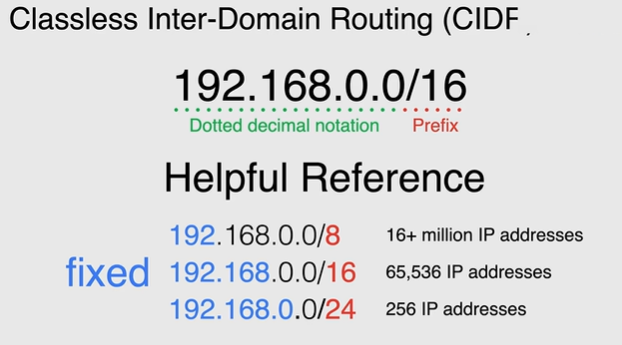 Classless Inter-Domain Routing (CIDR
192.168.0.0/16
Dotted decimal notation Prefix
Helpful Reference
192.168.0.0/8 16+ million IP addresses
fixed 192.168.0.0/16 65,536 IP addresses
192.168.0.0/24 256 IP addresses